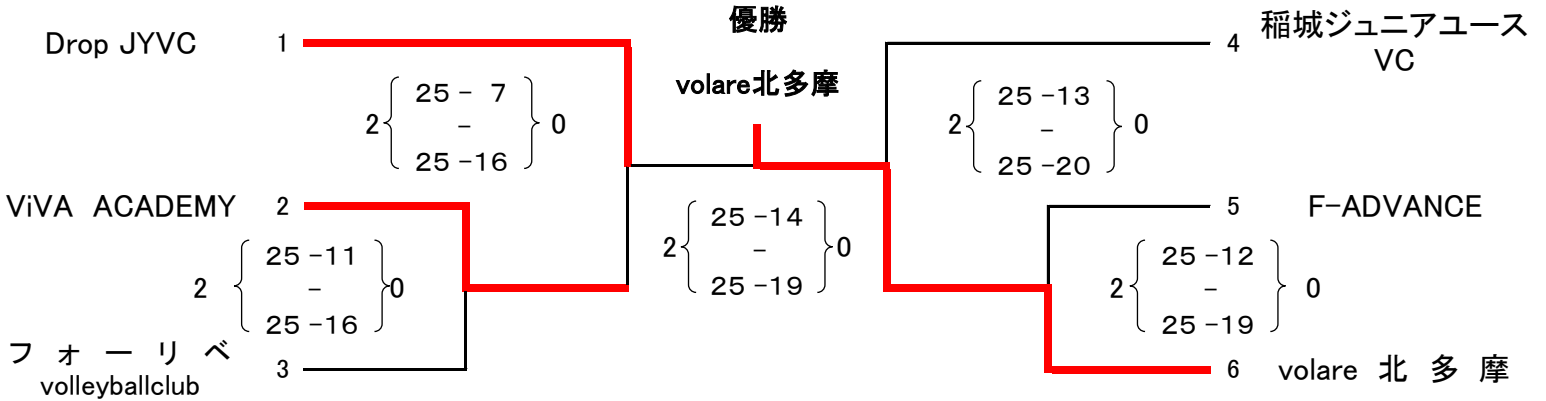 優勝
volare北多摩
Drop JYVC 1
25 - 7
2 - 0
25 -16
ViVA ACADEMY 2
25 -11
2 - 0
25 -16
フォーリベ 3
volleyballclub
25 -14
2 - 0
25 -19
4 稲城ジュニアユース
VC
25 -13
2 - 0
25 -20
5 F-ADVANCE
25 -12
2 - 0
25 -19
6 volare 北多摩